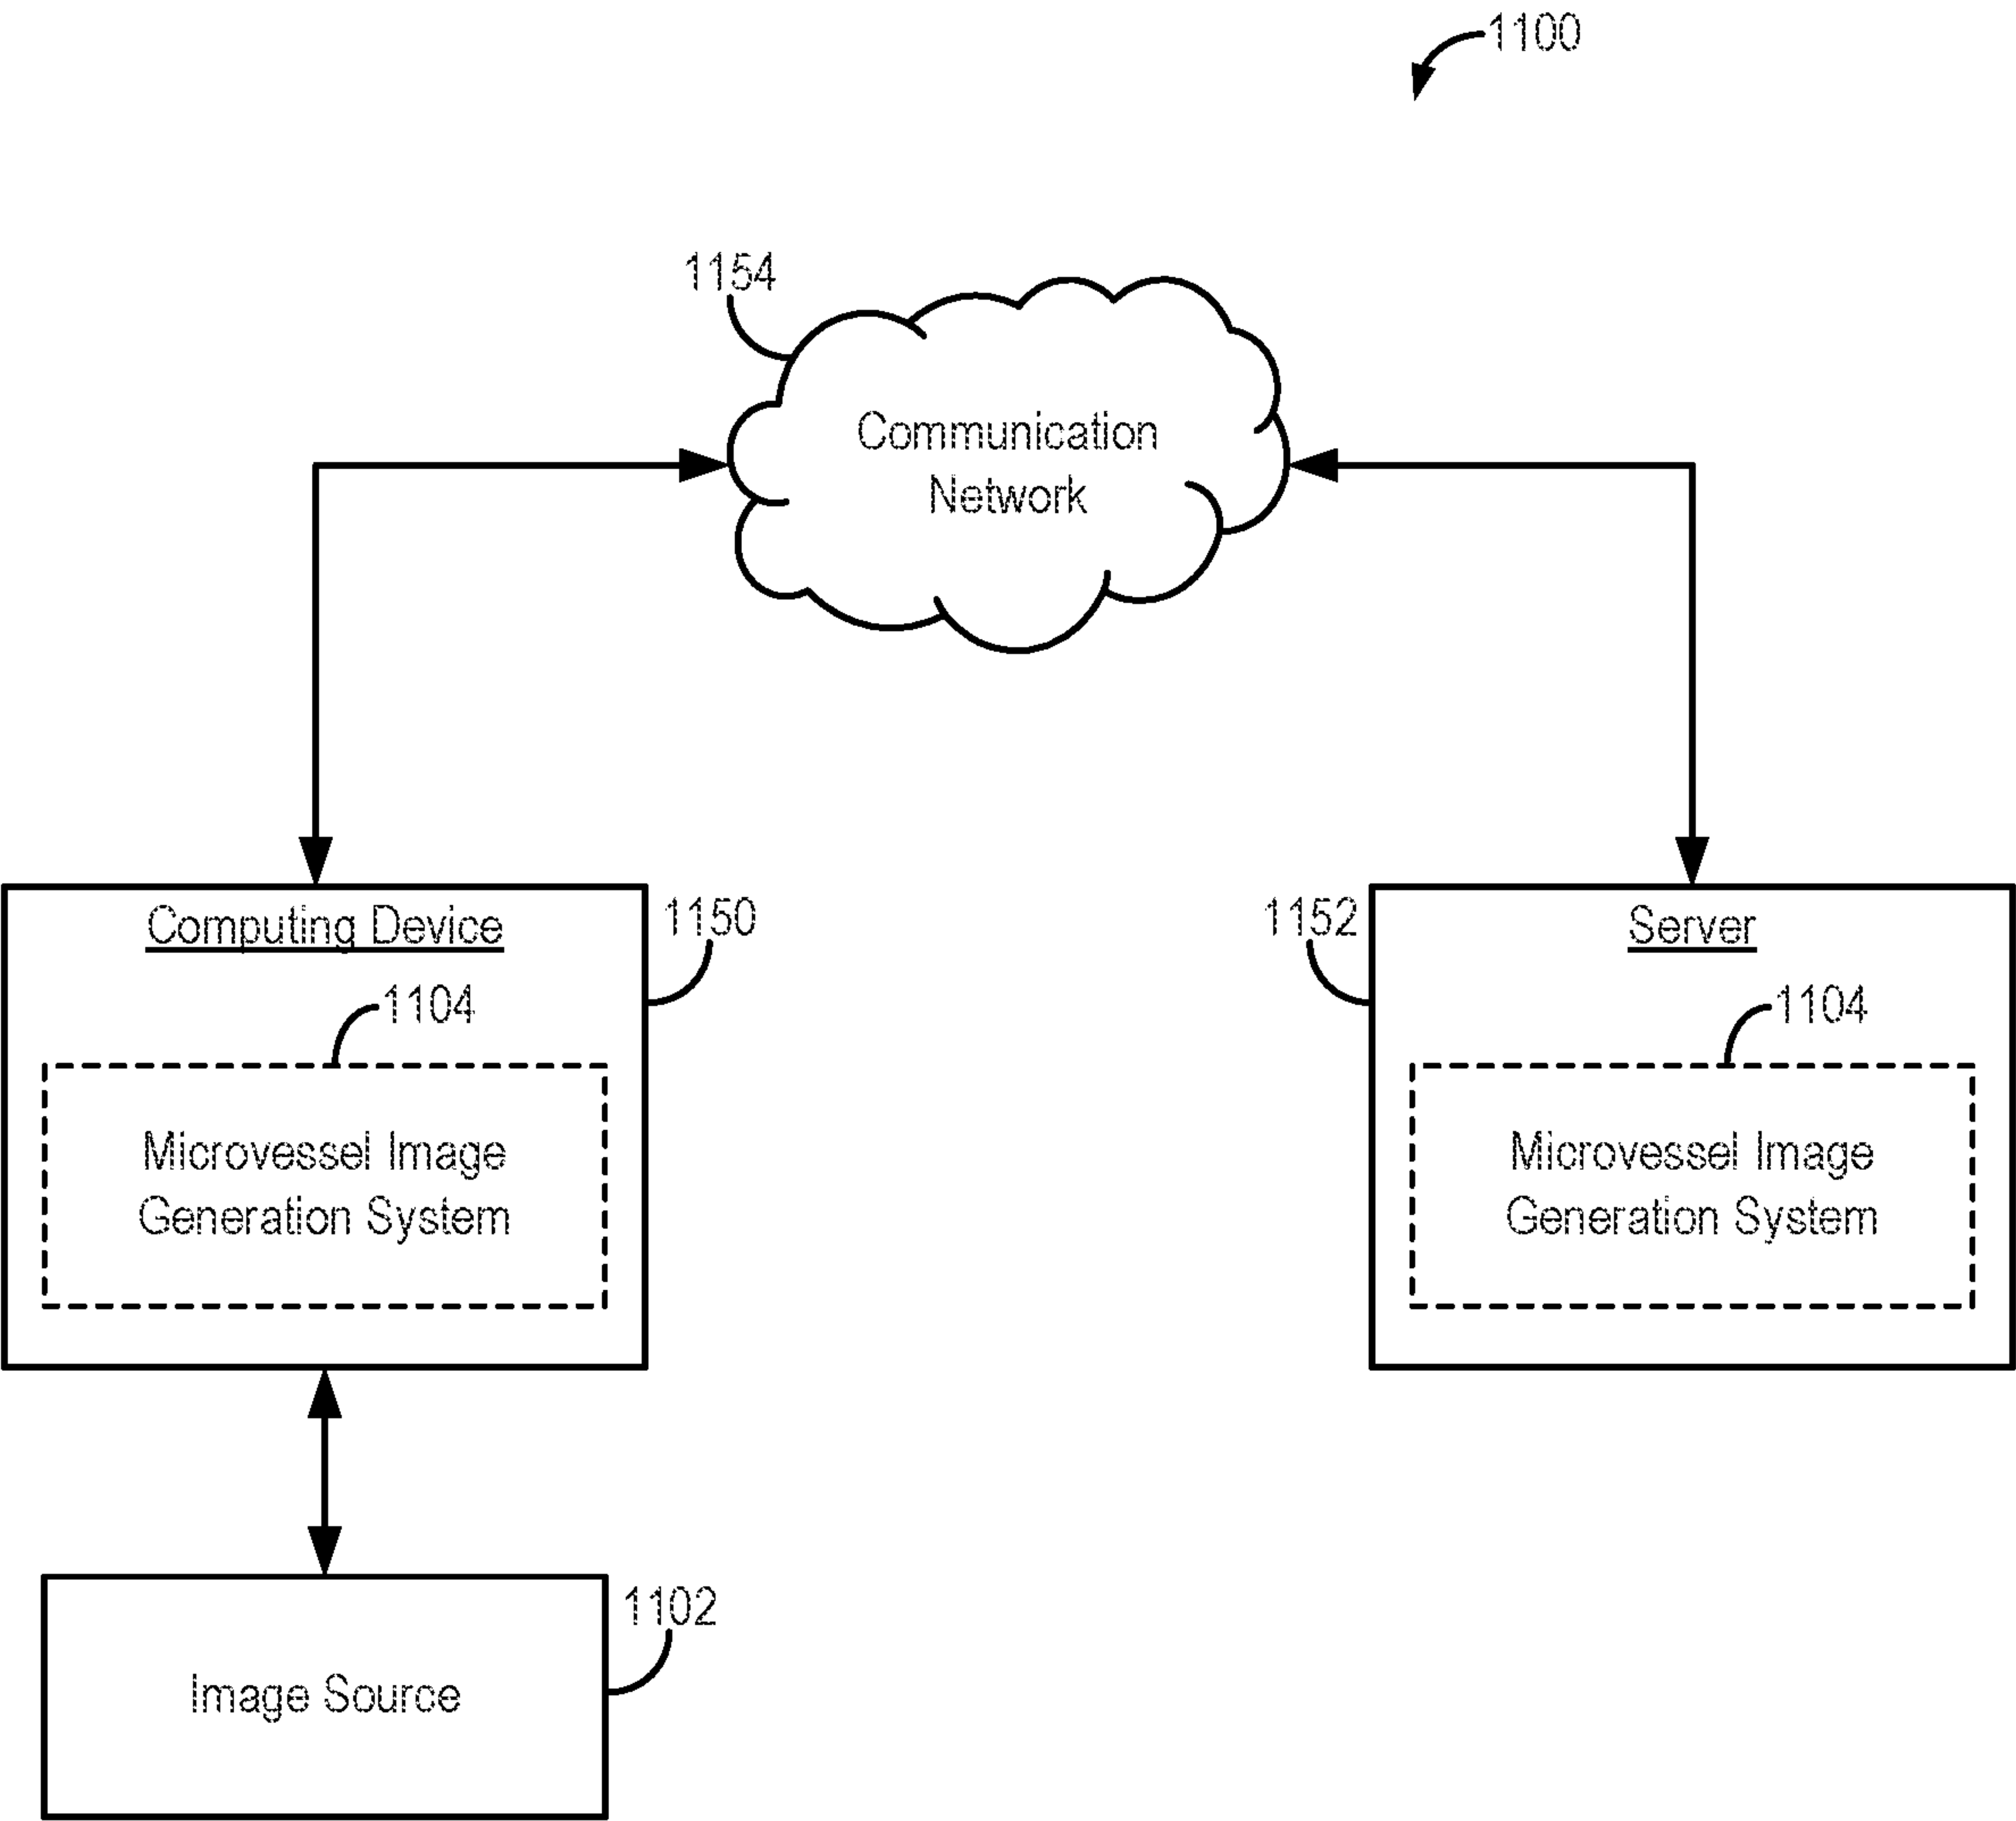 1100
1154
Communication
Network
Computing Device
1150
1104
Microvessel Image
Generation System
1152
Server
1104
Microvessel Image
Generation System
1102
Image Source